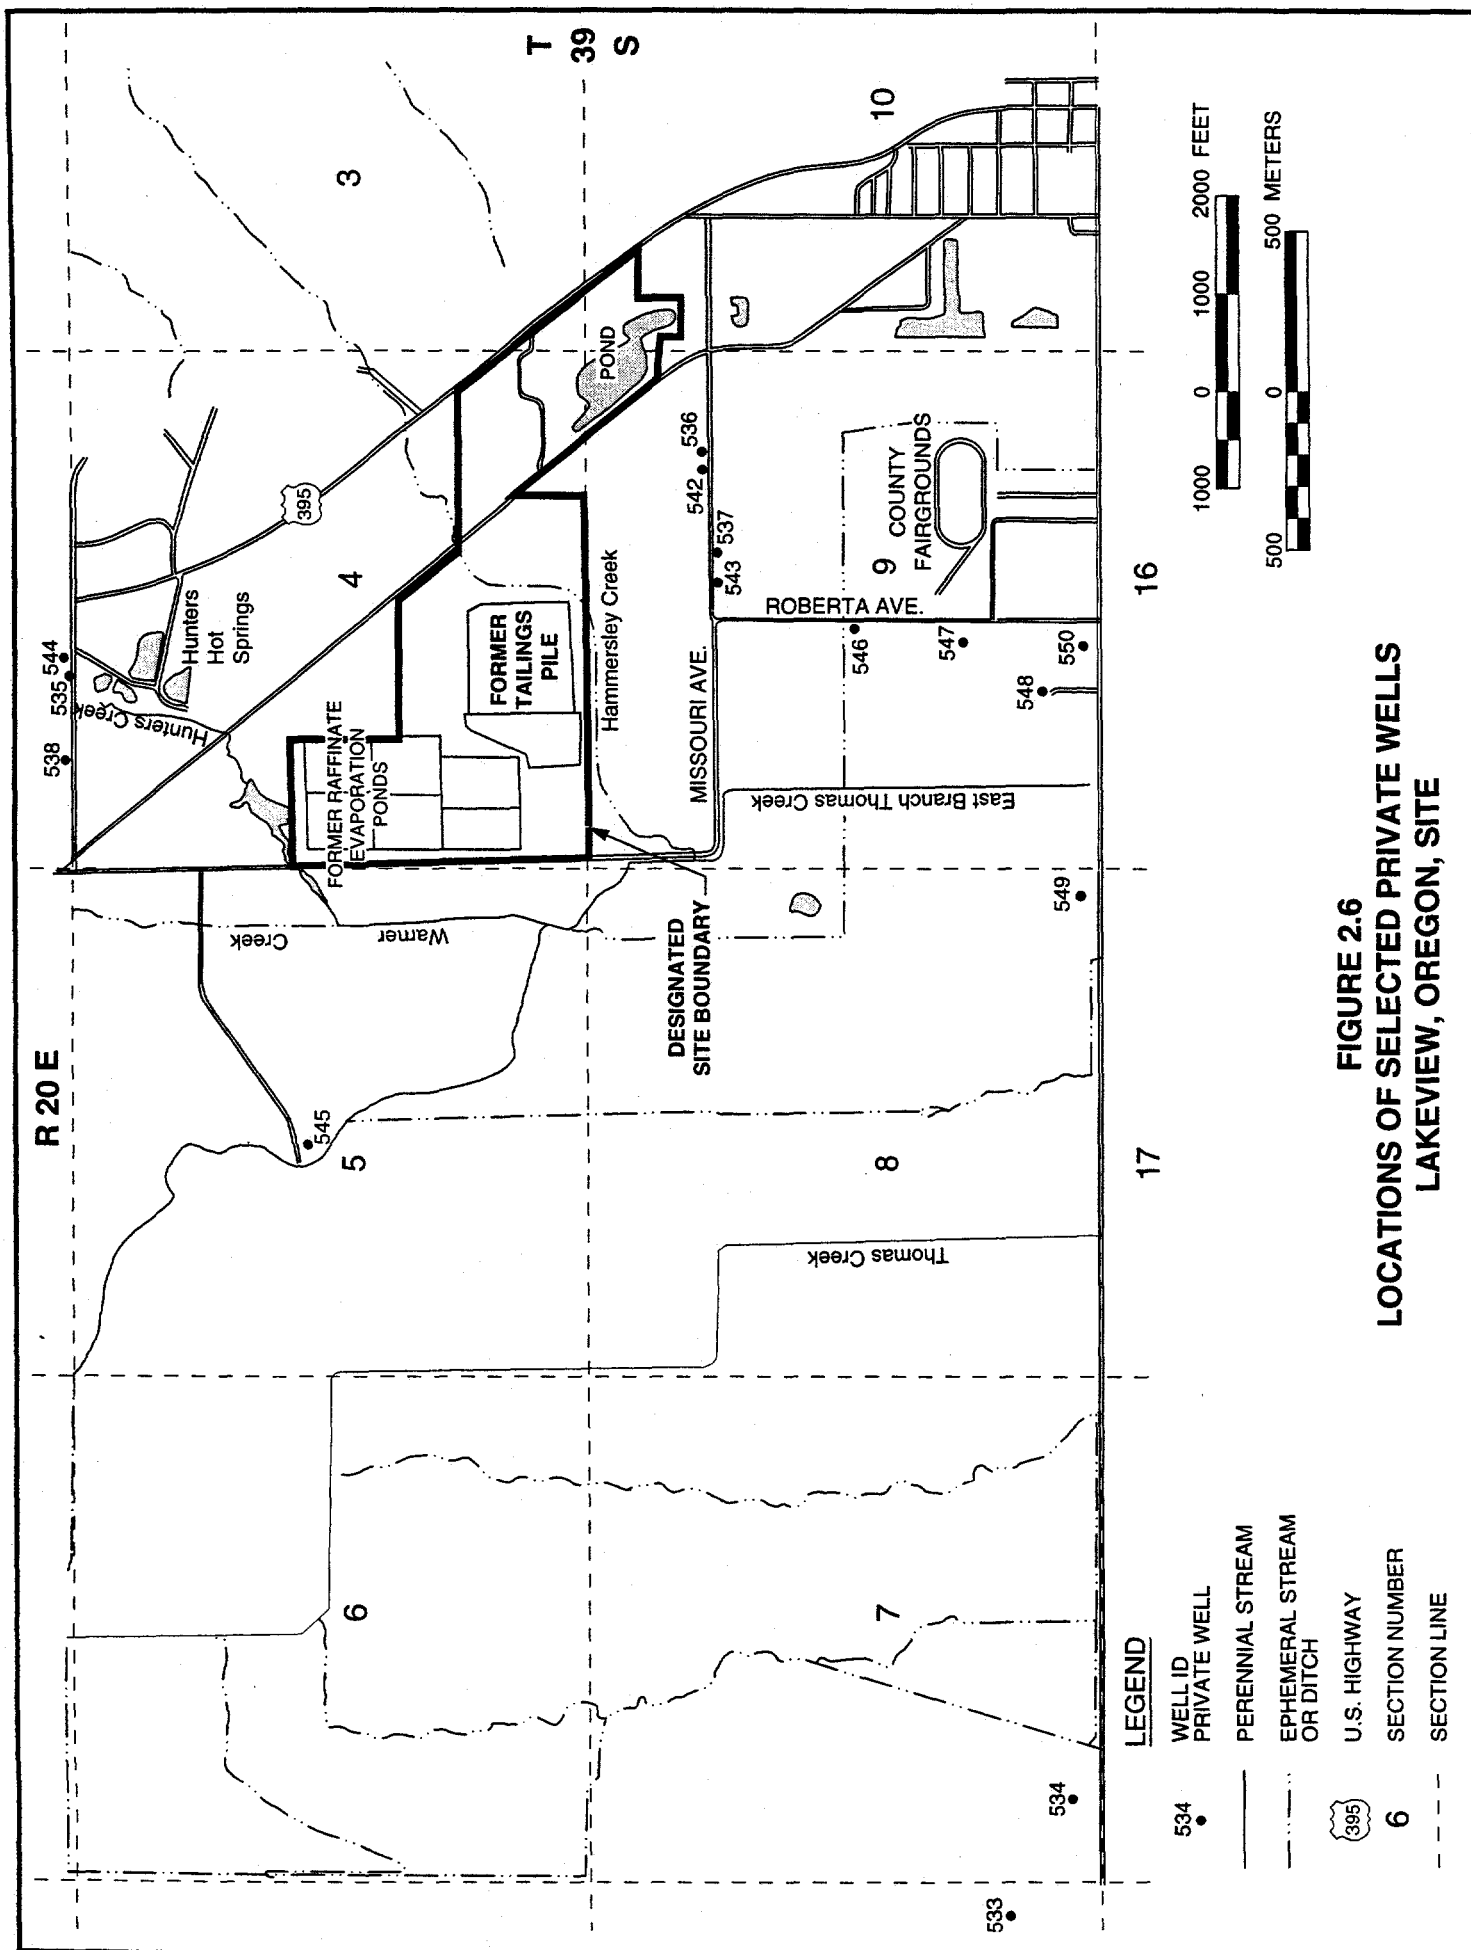 R 20 E
T
39
S
538
535
544
Hunters Creek
Hunters
Hot
Springs
395
3
4
5
6
545
Creek
Warner
FORMER RAFFINATE
EVAPORATION
PONDS
FORMER
TAILINGS
PILE
POND
Hammersley Creek
DESIGNATED
SITE BOUNDARY
MISSOURI AVE.
543
537
542
536
ROBERTA AVE.
546
547
548
550
549
9
COUNTY
FAIRGROUNDS
10
East Branch Thomas Creek
Thomas Creek
8
7
533
534
17
16
LEGEND
534
WELL ID
PRIVATE WELL
PERENNIAL STREAM
EPHEMERAL STREAM
OR DITCH
395
U.S. HIGHWAY
6
SECTION NUMBER
SECTION LINE
1000
0
1000
2000 FEET
500
0
500 METERS
FIGURE 2.6
LOCATIONS OF SELECTED PRIVATE WELLS
LAKEVIEW, OREGON, SITE